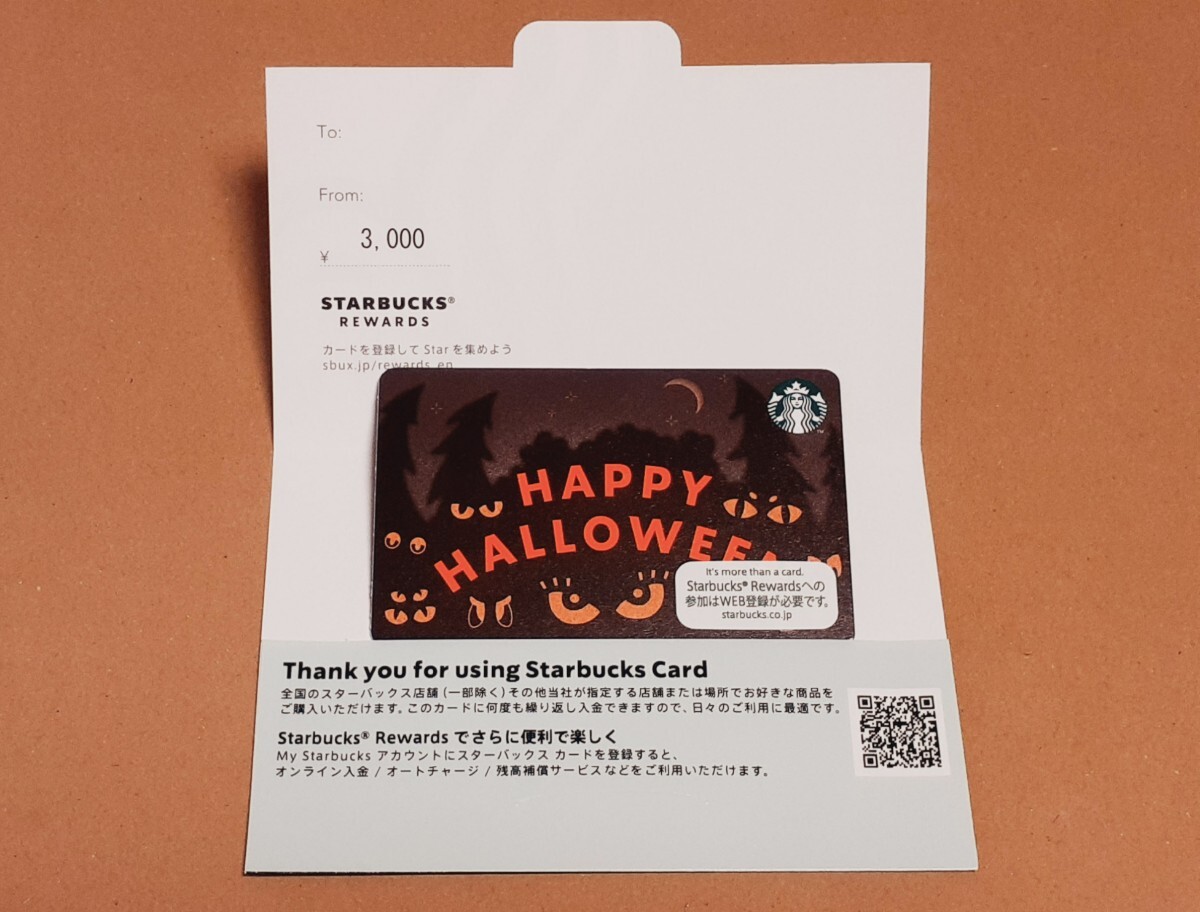 To:
From:
¥ 3,000
STARBUCKS®
REWARDS
カードを登録して Star を集めよう
sbux.jp/rewards_en
HAPPY
HALLOWEEN
It's more than a card.
Starbucks® Rewardsへの
参加はWEB登録が必要です。
starbucks.co.jp
Thank you for using Starbucks Card
全国のスターバックス店舗（一部除く）その他当社が指定する店舗または場所でお好きな商品を
ご購入いただけます。このカードに何度も繰り返し入金できますので、日々のご利用に最適です。
Starbucks® Rewards でさらに便利で楽しく
My Starbucks アカウントにスターバックス カードを登録すると、
オンライン入金 / オートチャージ / 残高補償サービスなどをご利用いただけます。